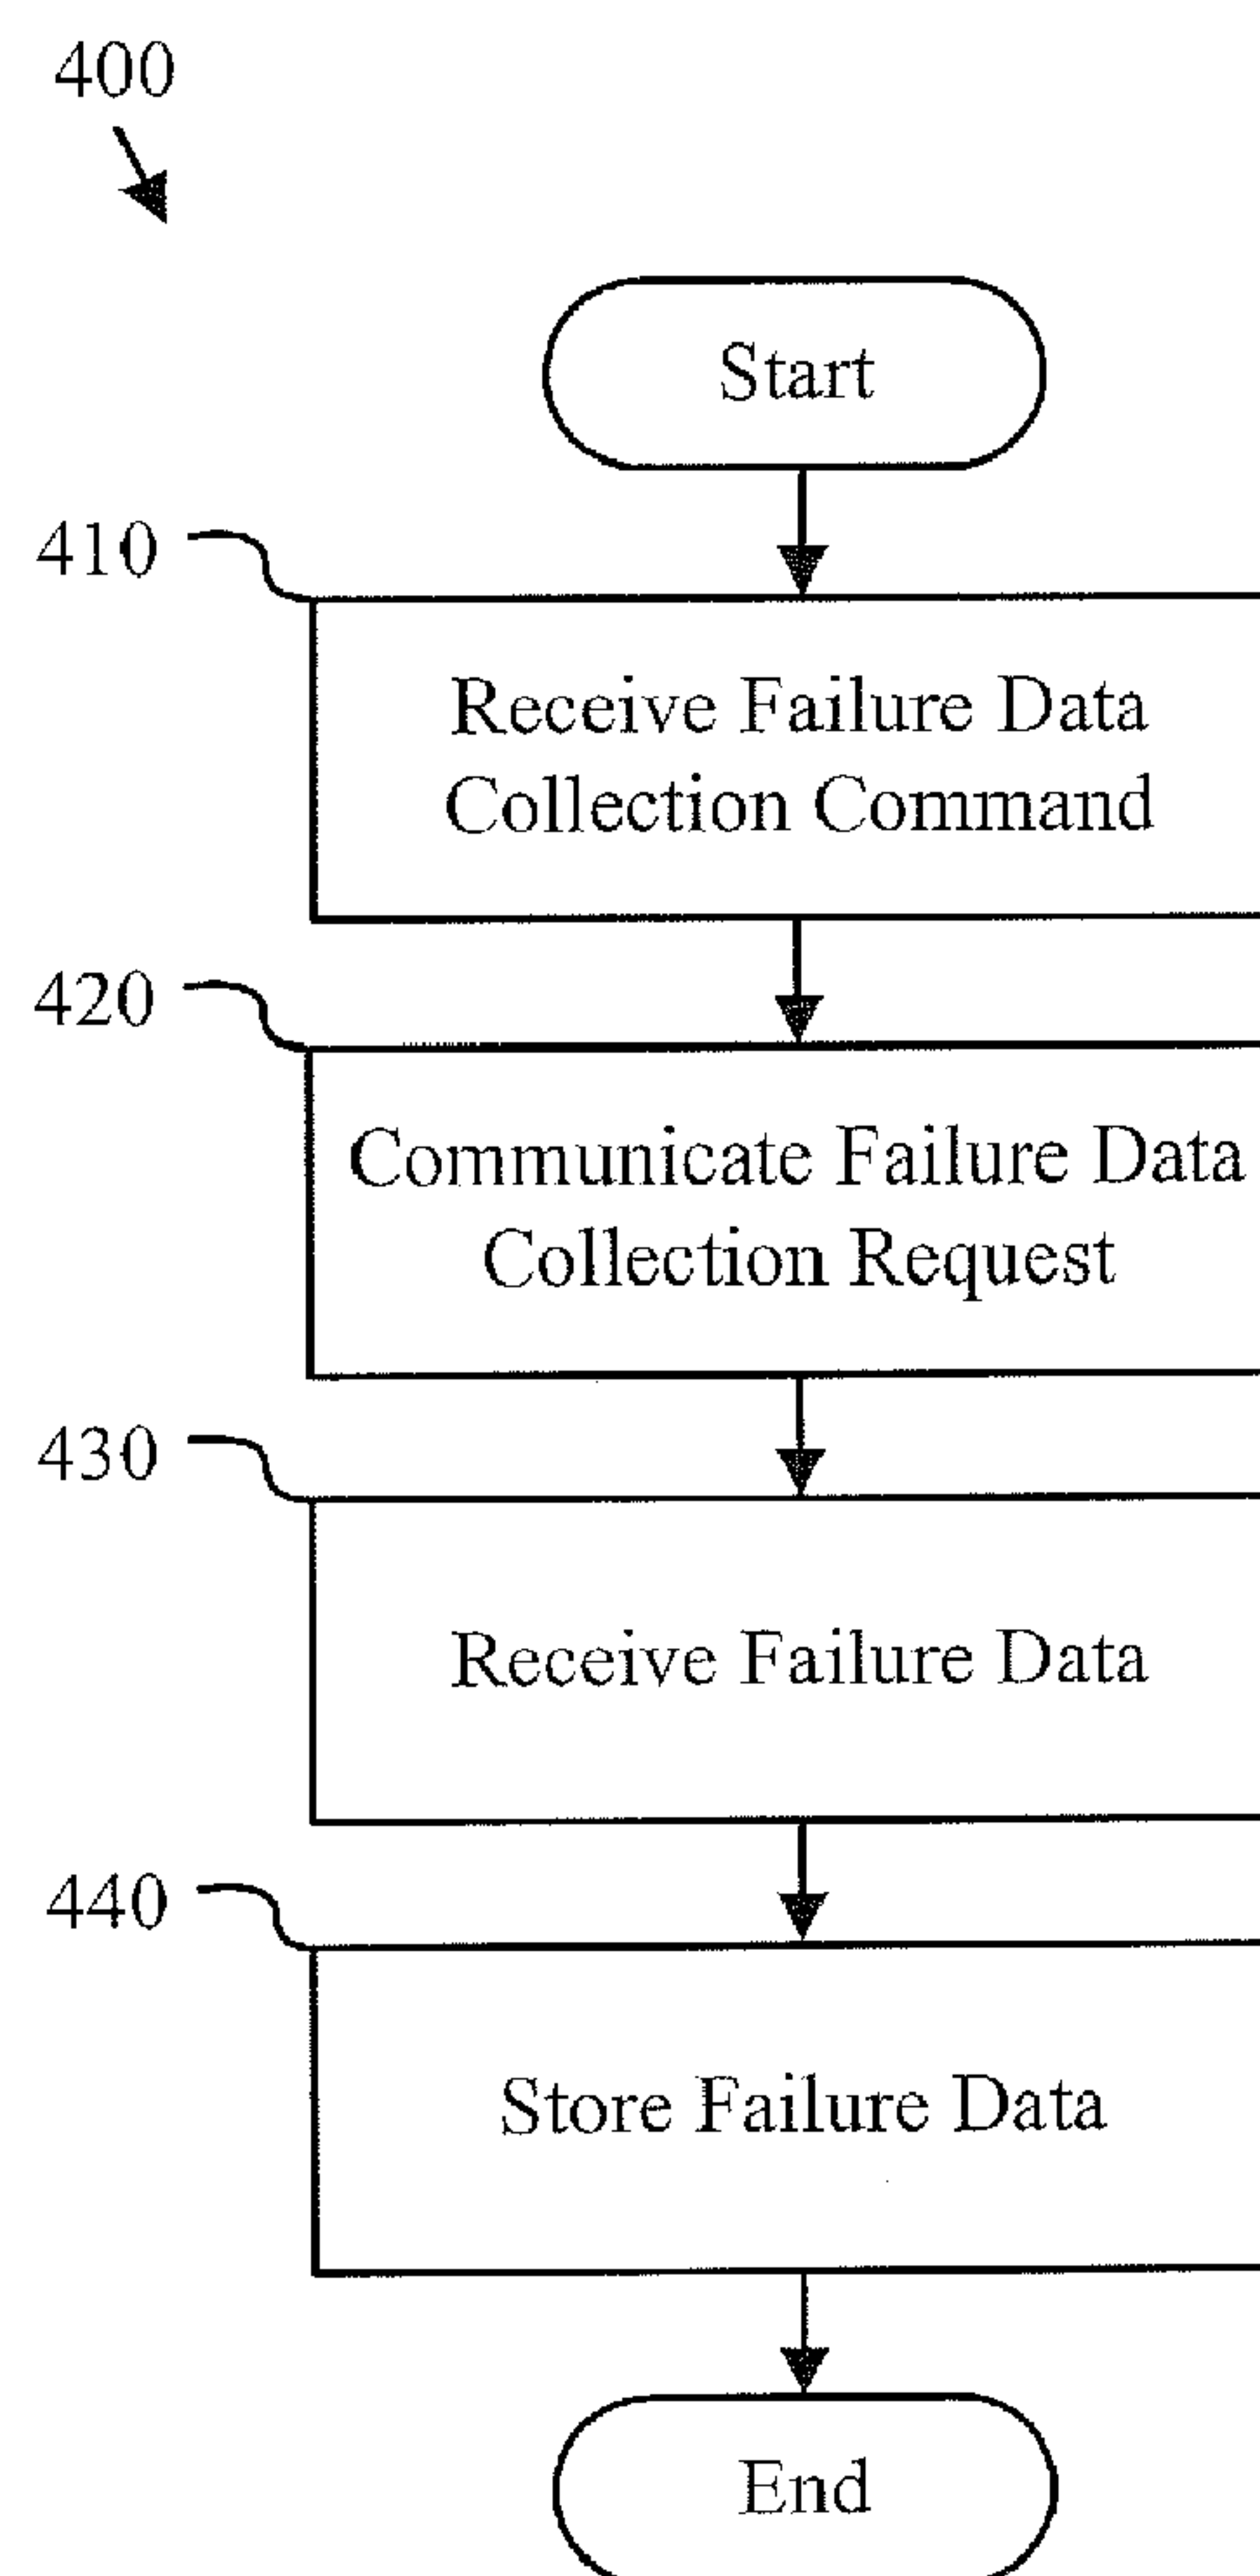 400
Start
410
Receive Failure Data
Collection Command
420
Communicate Failure Data
Collection Request
430
Receive Failure Data
440
Store Failure Data
End